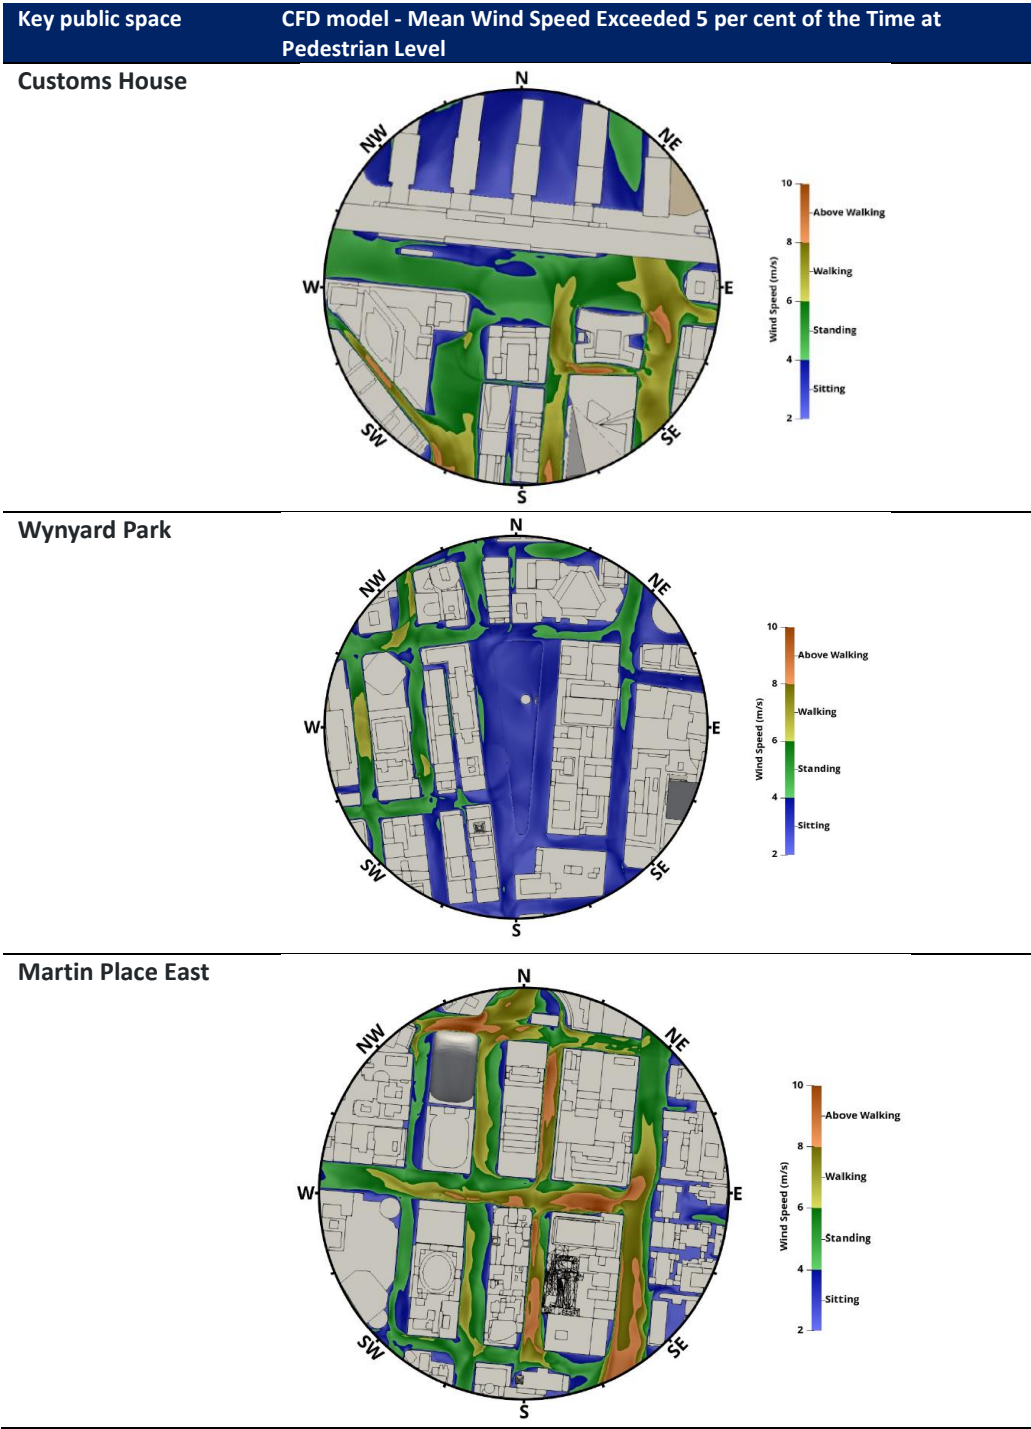 Key public space
CFD model - Mean Wind Speed Exceeded 5 per cent of the Time at
Pedestrian Level
Customs House
N
NW
NE
W
E
SW
SE
S
10
Above Walking
8
Walking
6
Standing
4
Sitting
2
Wind Speed (m/s)
Wynyard Park
N
NW
NE
W
E
SW
SE
S
10
Above Walking
8
Walking
6
Standing
4
Sitting
2
Wind Speed (m/s)
Martin Place East
N
NW
NE
W
E
SW
SE
S
10
Above Walking
8
Walking
6
Standing
4
Sitting
2
Wind Speed (m/s)